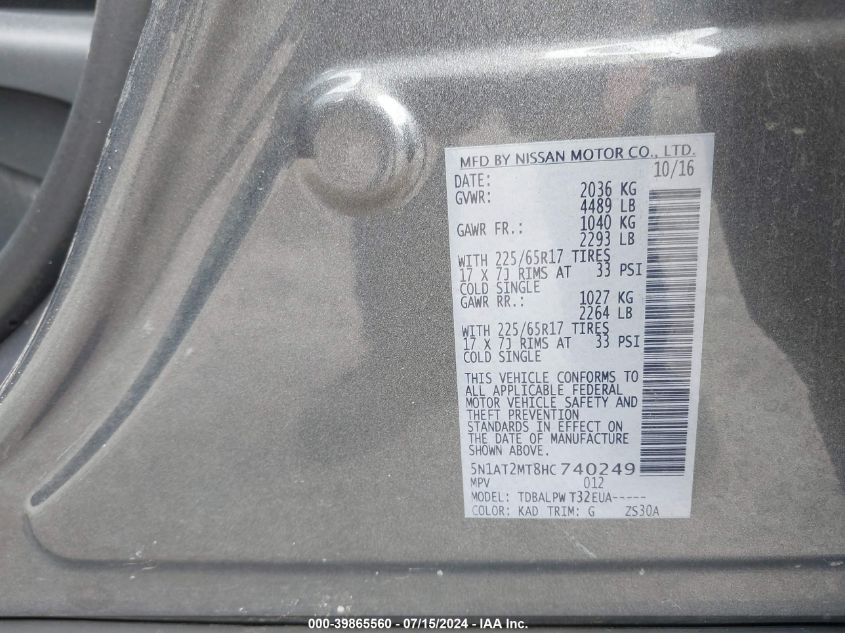 MFD BY NISSAN MOTOR CO., LTD.
DATE: 10/16
GVWR: 2036 KG
4489 LB
GAWR FR.: 1040 KG
2293 LB
WITH 225/65R17 TIRES
17 X 7J RIMS AT 33 PSI
COLD SINGLE
GAWR RR.: 1027 KG
2264 LB
WITH 225/65R17 TIRES
17 X 7J RIMS AT 33 PSI
COLD SINGLE
THIS VEHICLE CONFORMS TO
ALL APPLICABLE FEDERAL
MOTOR VEHICLE SAFETY AND
THEFT PREVENTION
STANDARDS IN EFFECT ON
THE DATE OF MANUFACTURE
SHOWN ABOVE.
5N1AT2MT8HC740249
MPV 012
MODEL: TDBALPW T32EUA-----
COLOR: KAD TRIM: G ZS30A
000-39865560 - 07/15/2024 - IAA Inc.